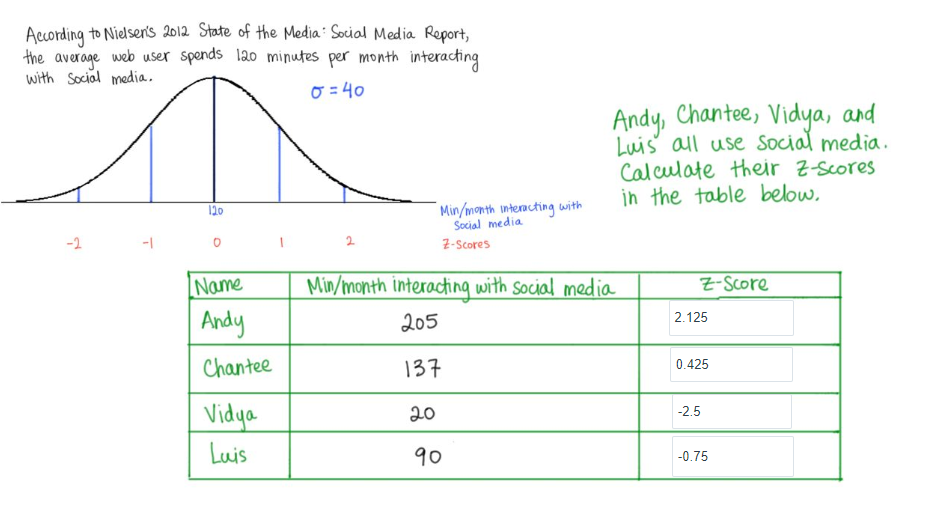 According to Nielsen's 2012 State of the Media: Social Media Report,
the average web user spends 120 minutes per month interacting
with Social media.
σ = 40
120
Min/month interacting with
Social media
-2 -1 0 1 2 Z-Scores
Andy, Chantee, Vidya, and
Luis all use social media.
Calculate their Z-Scores
in the table below.
Name Min/month interacting with social media Z-Score
Andy 205 2.125
Chantee 137 0.425
Vidya 20 -2.5
Luis 90 -0.75